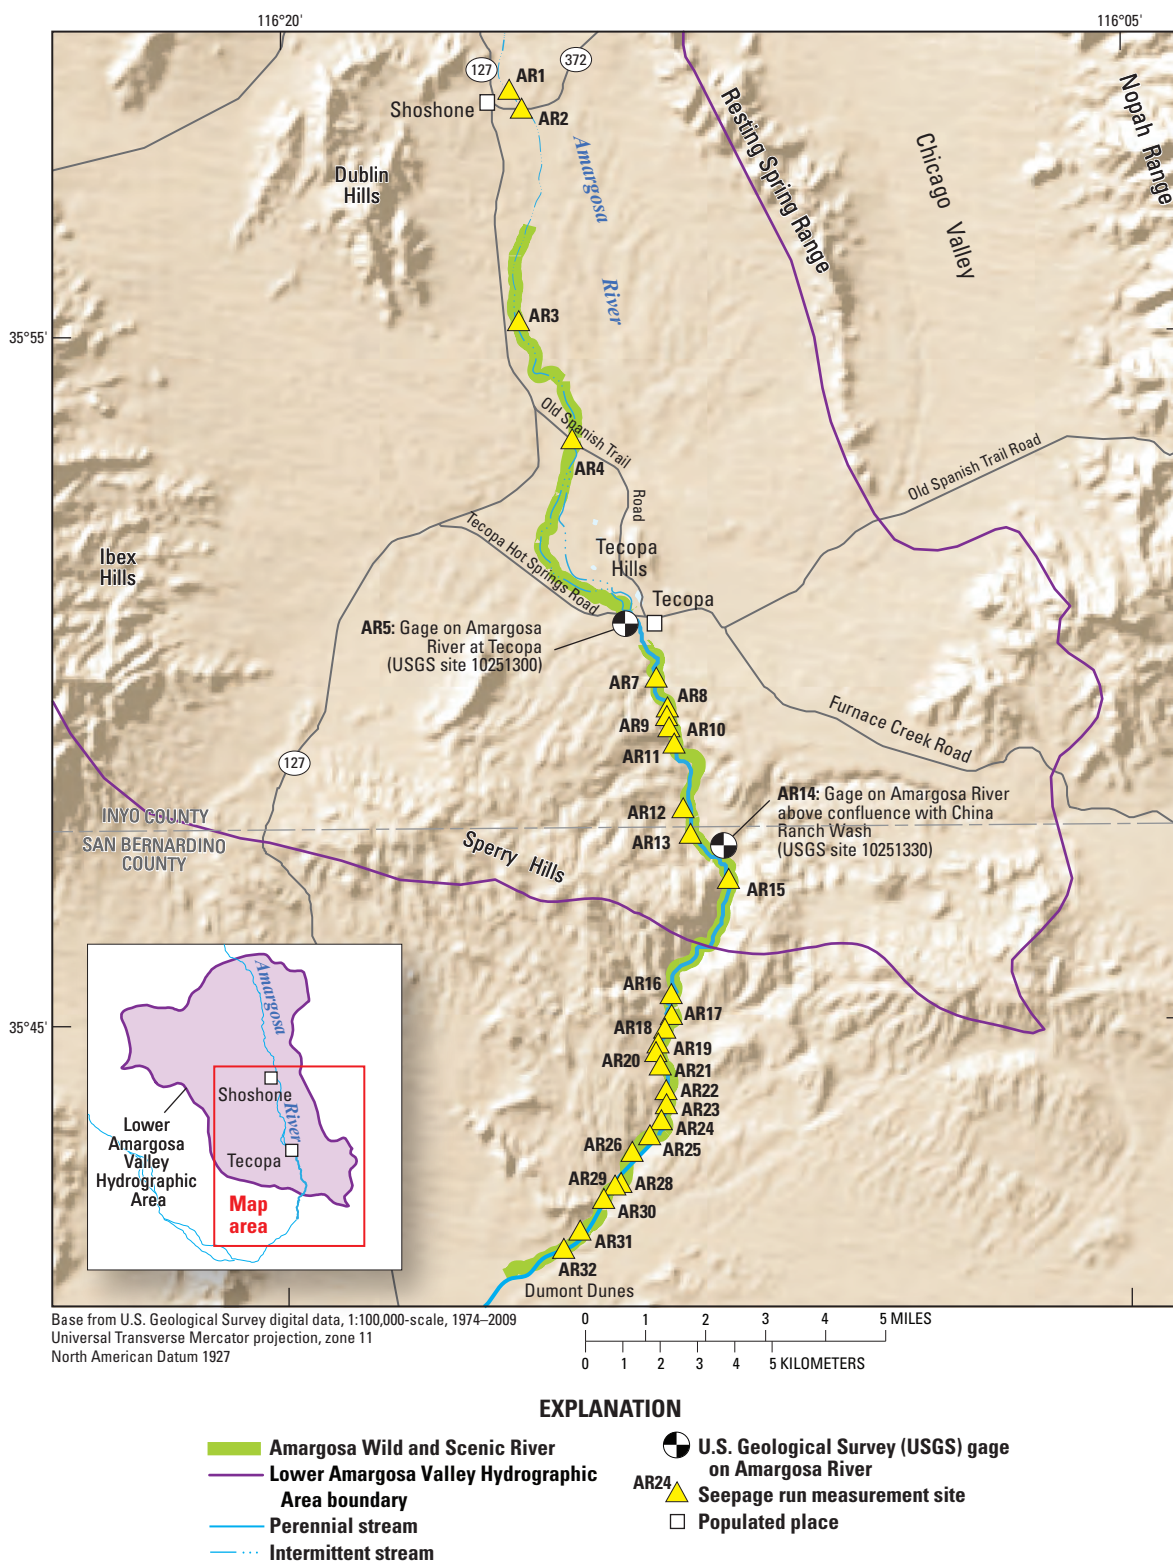 116°20'
116°05'
127
372
AR1
Shoshone
AR2
Amargosa
River
Dublin
Hills
Resting Spring Range
Chicago Valley
Nopah Range
35°55'
AR3
Old Spanish Trail
Road
AR4
Old Spanish Trail Road
Tecopa Hot Springs Road
Tecopa
Hills
Ibex
Hills
Tecopa
AR5: Gage on Amargosa
River at Tecopa
(USGS site 10251300)
AR7
AR8
AR9
AR10
AR11
Furnace Creek Road
127
AR12
AR14: Gage on Amargosa River
above confluence with China
Ranch Wash
(USGS site 10251330)
INYO COUNTY
SAN BERNARDINO
COUNTY
AR13
Sperry Hills
AR15
AR16
AR17
35°45'
AR18
AR19
AR20
AR21
AR22
AR23
AR24
AR25
AR26
AR28
AR29
AR30
AR31
AR32
Dumont Dunes
Amargosa
River
Shoshone
Lower
Amargosa
Valley
Hydrographic
Area
Tecopa
Map
area
Base from U.S. Geological Survey digital data, 1:100,000-scale, 1974–2009
Universal Transverse Mercator projection, zone 11
North American Datum 1927
0 1 2 3 4 5 MILES
0 1 2 3 4 5 KILOMETERS
EXPLANATION
Amargosa Wild and Scenic River
Lower Amargosa Valley Hydrographic
Area boundary
Perennial stream
Intermittent stream
U.S. Geological Survey (USGS) gage
on Amargosa River
AR24
Seepage run measurement site
Populated place